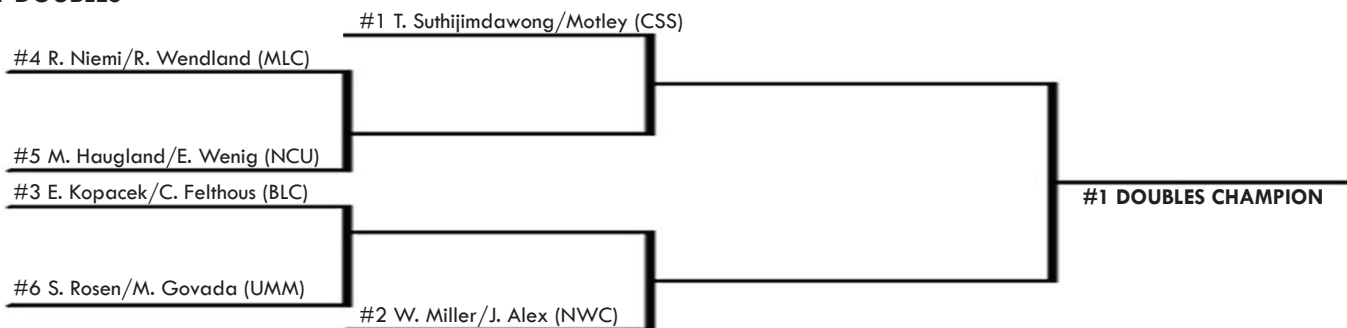 DOUBLES
#1 T. Suthijimdawong/Motley (CSS)
#4 R. Niemi/R. Wendland (MLC)
#5 M. Haugland/E. Wenig (NCU)
#3 E. Kopacek/C. Felthous (BLC)
#1 DOUBLES CHAMPION
#6 S. Rosen/M. Govada (UMM)
#2 W. Miller/J. Alex (NWC)